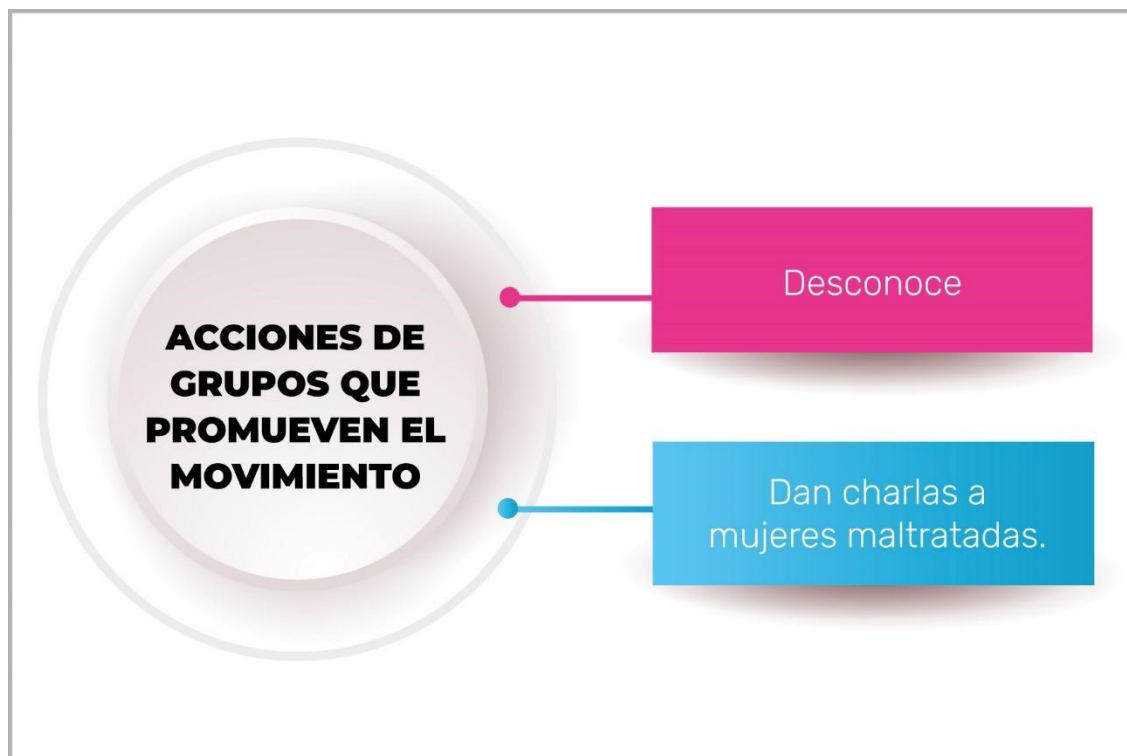 ACCIONES DE
GRUPOS QUE
PROMUEVEN EL
MOVIMIENTO
Desconoce
Dan charlas a
mujeres maltratadas.